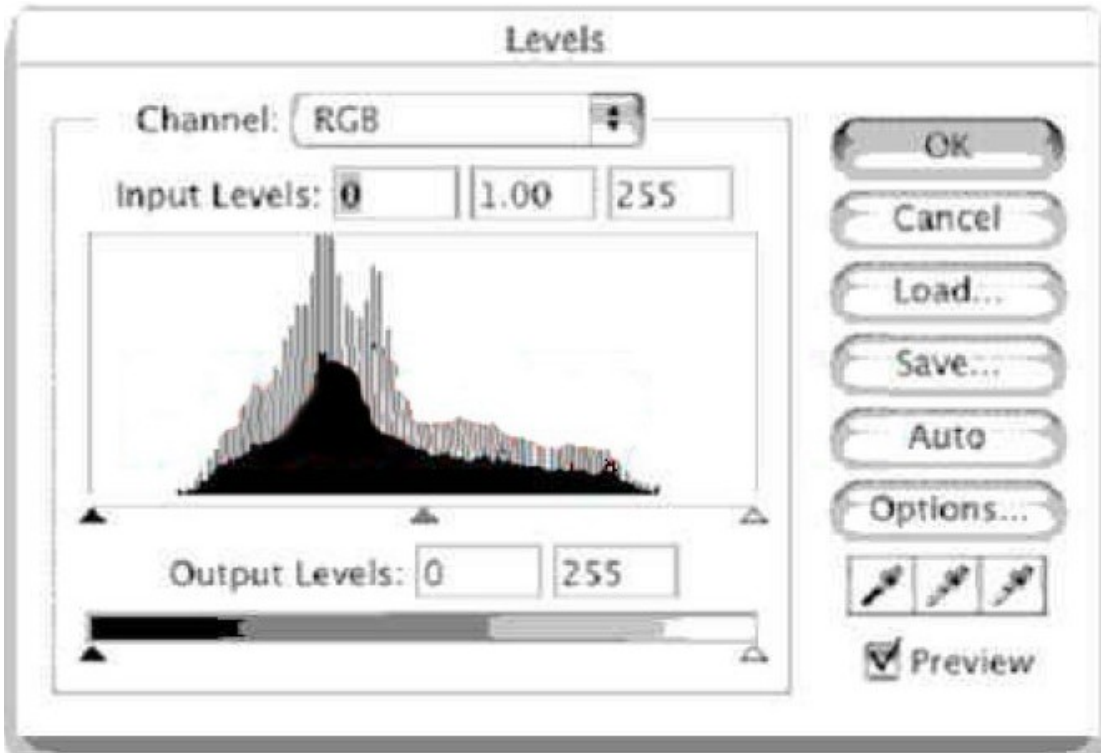 Levels
Channel: RGB
Input Levels: 0 1.00 255
OK
Cancel
Load...
Save...
Auto
Options...
Output Levels: 0 255
Preview